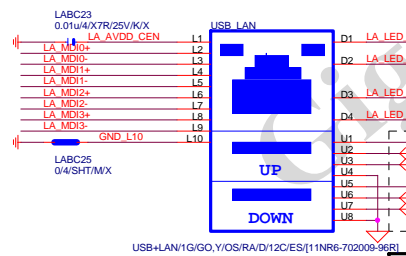 LABC23
0.01u/4/X7R/25V/K/X
USB_LAN
LA_AVDD_CEN L1 D1 LA_LED_
LA_MDI0+ L2
LA_MDI0- L3 D2 LA_LED_
LA_MDI1+ L4
LA_MDI1- L5
LA_MDI2+ L6 D3 LA_LED_
LA_MDI2- L7
LA_MDI3+ L8 D4 LA_LED_
LA_MDI3- L9
GND_L10 L10 U1
U2
U3
LABC25
0/4/SHT/M/X
UP
U4
U5
U6
U7
DOWN U8
USB+LAN/1G/GO,Y/OS/RA/D/12C/ES/[11NR6-702009-96R]
Gig